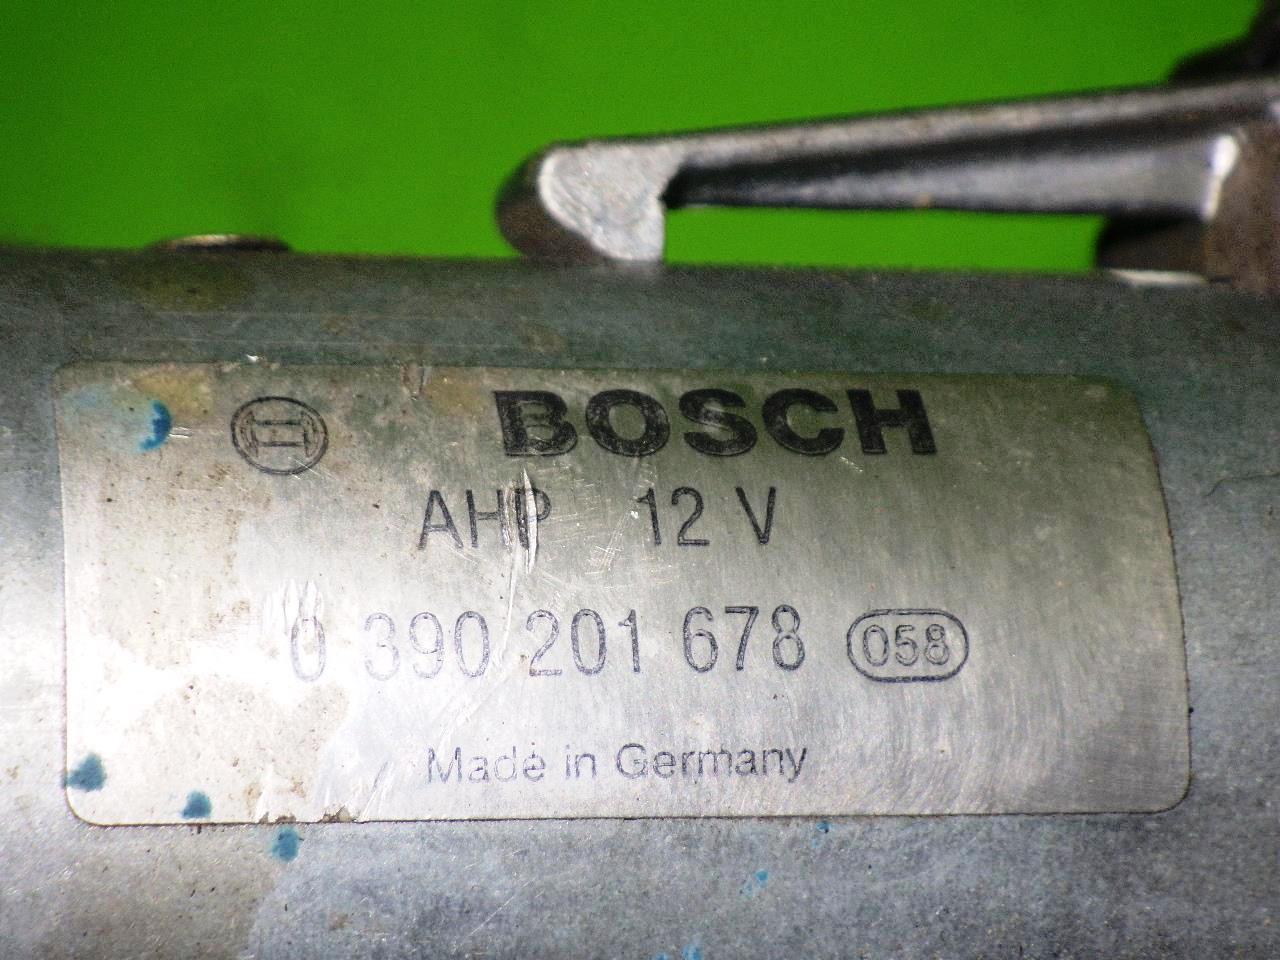 BOSCH
AHP 12 V
0 390 201 678 058
Made in Germany